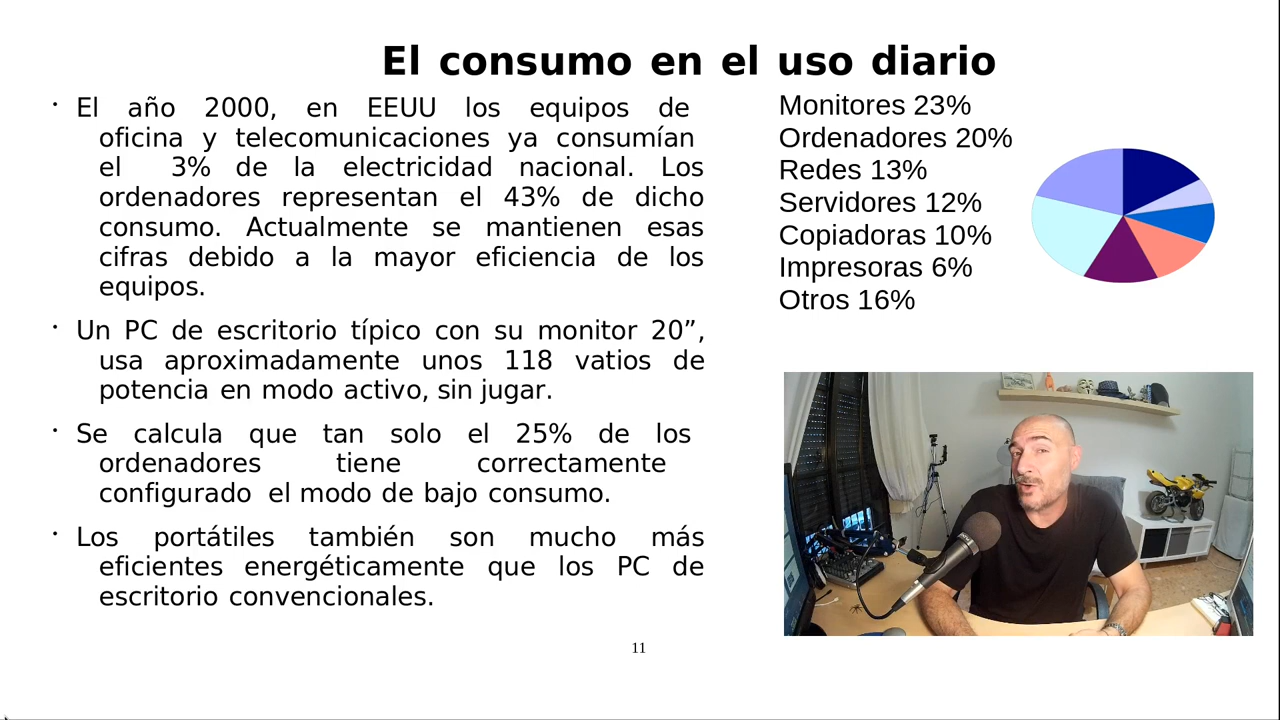 El consumo en el uso diario
• El año 2000, en EEUU los equipos de
oficina y telecomunicaciones ya consumían
el 3% de la electricidad nacional. Los
ordenadores representan el 43% de dicho
consumo. Actualmente se mantienen esas
cifras debido a la mayor eficiencia de los
equipos.
• Un PC de escritorio típico con su monitor 20”,
usa aproximadamente unos 118 vatios de
potencia en modo activo, sin jugar.
• Se calcula que tan solo el 25% de los
ordenadores tiene correctamente
configurado el modo de bajo consumo.
• Los portátiles también son mucho más
eficientes energéticamente que los PC de
escritorio convencionales.
Monitores 23%
Ordenadores 20%
Redes 13%
Servidores 12%
Copiadoras 10%
Impresoras 6%
Otros 16%
11